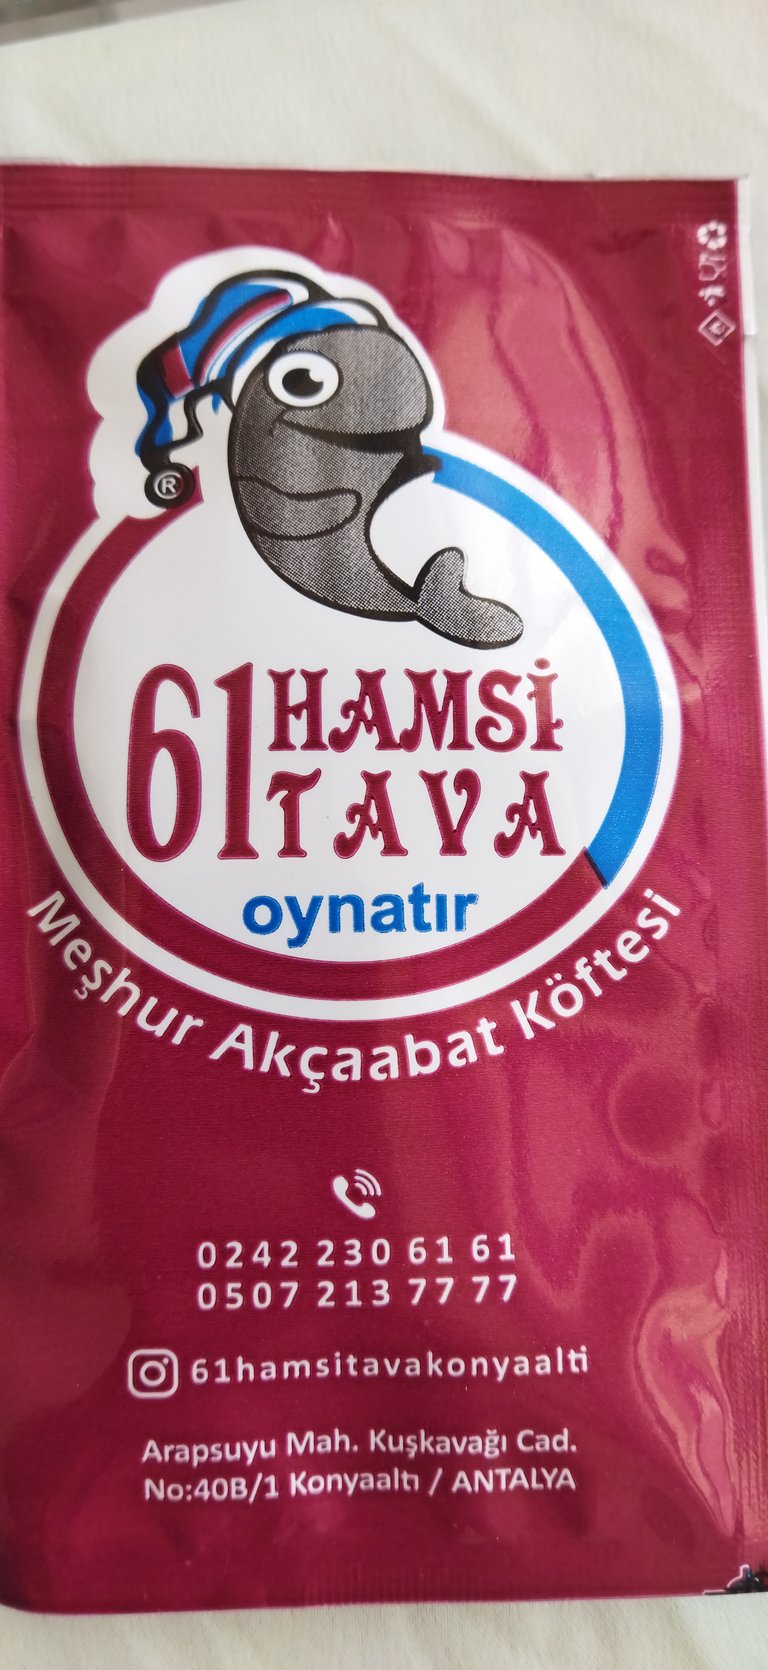 ®
61 HAMSİ
TAVA
oynatır
Meşhur Akçaabat Köftesi
0242 230 61 61
0507 213 77 77
61hamsitavakonyaalti
Arapsuyu Mah. Kuşkavağı Cad.
No:40B/1 Konyaaltı / ANTALYA